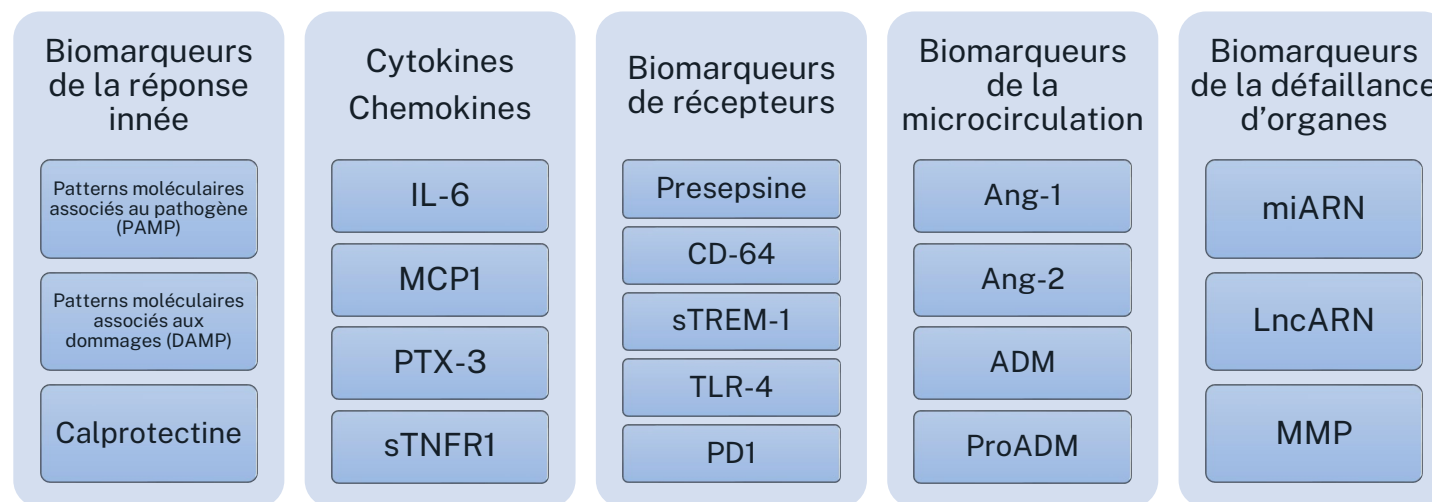 Biomarqueurs
de la réponse
innée
Patterns moléculaires
associés au pathogène
(PAMP)
Patterns moléculaires
associés aux
dommages (DAMP)
Calprotectine
Cytokines
Chemokines
IL-6
MCP1
PTX-3
sTNFR1
Biomarqueurs
de récepteurs
Presepsine
CD-64
sTREM-1
TLR-4
PD1
Biomarqueurs
de la
microcirculation
Ang-1
Ang-2
ADM
ProADM
Biomarqueurs
de la défaillance
d’organes
miARN
LncARN
MMP